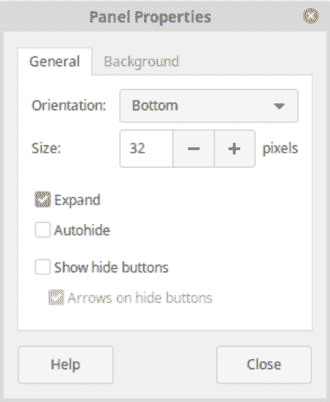 Panel Properties
General Background
Orientation: Bottom
Size: 32 − + pixels
Expand
Autohide
Show hide buttons
Arrows on hide buttons
Help Close